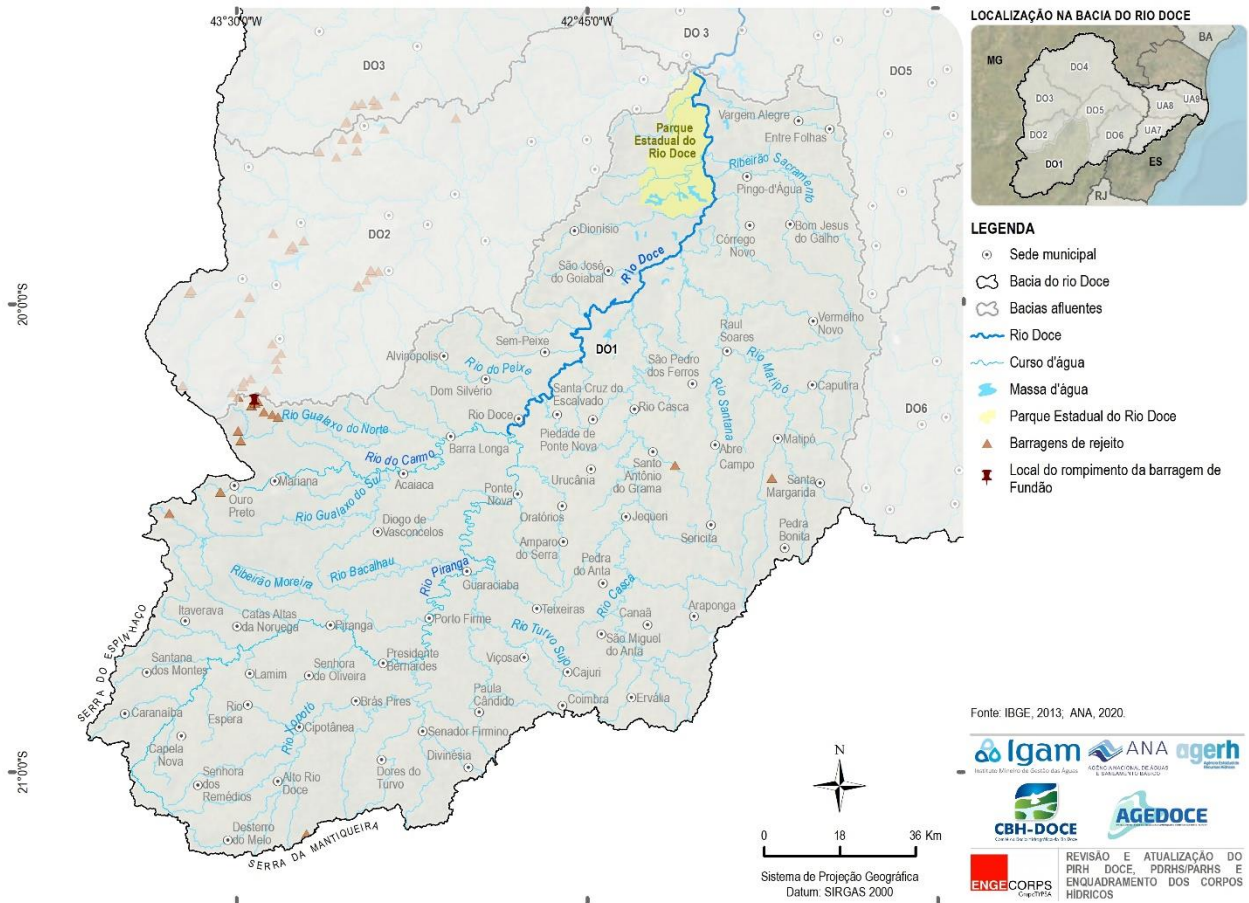 43°30'0"O
42°45'0"O
20°0'0"S
21°0'0"S
DO3
DO 3
DO5
DO2
DO1
DO6
Parque
Estadual do
Rio Doce
Vargem Alegre
Entre Folhas
Ribeirão Sacramento
Pingo-d'Água
Dionísio
Córrego
Novo
Bom Jesus
do Galho
São José
do Goiabal
Rio Doce
Vermelho
Novo
Raul
Soares
Sem-Peixe
Alvinópolis
Rio do Peixe
São Pedro
dos Ferros
Rio Matipó
Dom Silvério
Santa Cruz do
Escalvado
Caputira
Rio Santana
Rio Doce
Rio Casca
Rio Gualaxo do Norte
Piedade de
Ponte Nova
Barra Longa
Abre
Campo
Matipó
Rio do Carmo
Santo
Antônio
do Grama
Mariana
Acaiaca
Urucânia
Santa
Margarida
Ouro
Preto
Rio Gualaxo do Sul
Ponte
Nova
Oratórios
Jequeri
Diogo de
Vasconcelos
Sericita
Amparo
do Serra
Pedra
Bonita
Rio Bacalhau
Pedra
do Anta
Ribeirão Moreira
Rio Piranga
Guaraciaba
Rio Casca
Itaverava
Catas Altas
da Noruega
Piranga
Porto Firme
Teixeiras
Canaã
Araponga
Rio Turvo Sujo
São Miguel
do Anta
Santana
dos Montes
Lamim
Senhora
de Oliveira
Presidente
Bernardes
Viçosa
Cajuri
Caranaíba
Rio
Espera
Brás Pires
Paula
Cândido
Coimbra
Ervália
Rio Xopotó
Cipotânea
Senador Firmino
Capela
Nova
Divinésia
Senhora
dos
Remédios
Alto Rio
Doce
Dores do
Turvo
Desterro
do Melo
SERRA DO ESPINHAÇO
SERRA DA MANTIQUEIRA
N
0 18 36 Km
Sistema de Projeção Geográfica
Datum: SIRGAS 2000
LOCALIZAÇÃO NA BACIA DO RIO DOCE
BA
MG
DO4
DO3
DO5
UA8
UA9
DO2
DO6
UA7
DO1
ES
RJ
LEGENDA
Sede municipal
Bacia do rio Doce
Bacias afluentes
Rio Doce
Curso d'água
Massa d'água
Parque Estadual do Rio Doce
Barragens de rejeito
Local do rompimento da barragem de
Fundão
Fonte: IBGE, 2013; ANA, 2020.
Igam
Instituto Mineiro de Gestão das Águas
ANA
AGÊNCIA NACIONAL DE ÁGUAS
E SANEAMENTO BÁSICO
agerh
CBH-DOCE
AGEDOCE
ENGECORPS
GrupoTYPSA
REVISÃO E ATUALIZAÇÃO DO
PIRH DOCE, PDRHS/PARHS E
ENQUADRAMENTO DOS CORPOS
HÍDRICOS